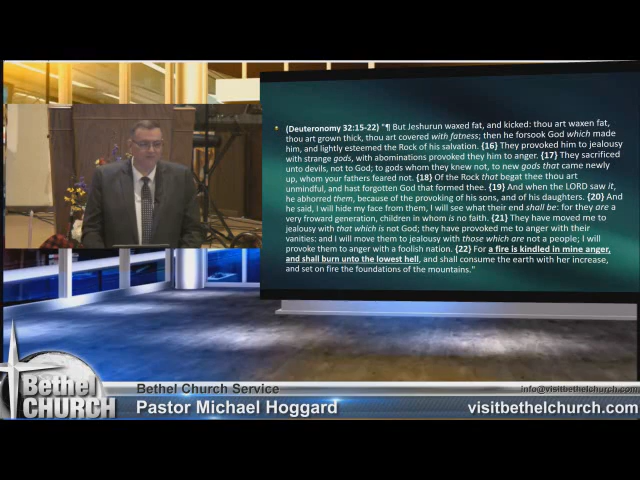 (Deuteronomy 32:15-22) "¶ But Jeshurun waxed fat, and kicked: thou art waxen fat,
thou art grown thick, thou art covered with fatness; then he forsook God which made
him, and lightly esteemed the Rock of his salvation. {16} They provoked him to jealousy
with strange gods, with abominations provoked they him to anger. {17} They sacrificed
unto devils, not to God; to gods whom they knew not, to new gods that came newly
up, whom your fathers feared not. {18} Of the Rock that begat thee thou art
unmindful, and hast forgotten God that formed thee. {19} And when the LORD saw it,
he abhorred them, because of the provoking of his sons, and of his daughters. {20} And
he said, I will hide my face from them, I will see what their end shall be: for they are a
very froward generation, children in whom is no faith. {21} They have moved me to
jealousy with that which is not God; they have provoked me to anger with their
vanities: and I will move them to jealousy with those which are not a people; I will
provoke them to anger with a foolish nation. {22} For a fire is kindled in mine anger,
and shall burn unto the lowest hell, and shall consume the earth with her increase,
and set on fire the foundations of the mountains."
Bethel
CHURCH
Bethel Church Service
info@visitbethelchurch.com
Pastor Michael Hoggard
visitbethelchurch.com